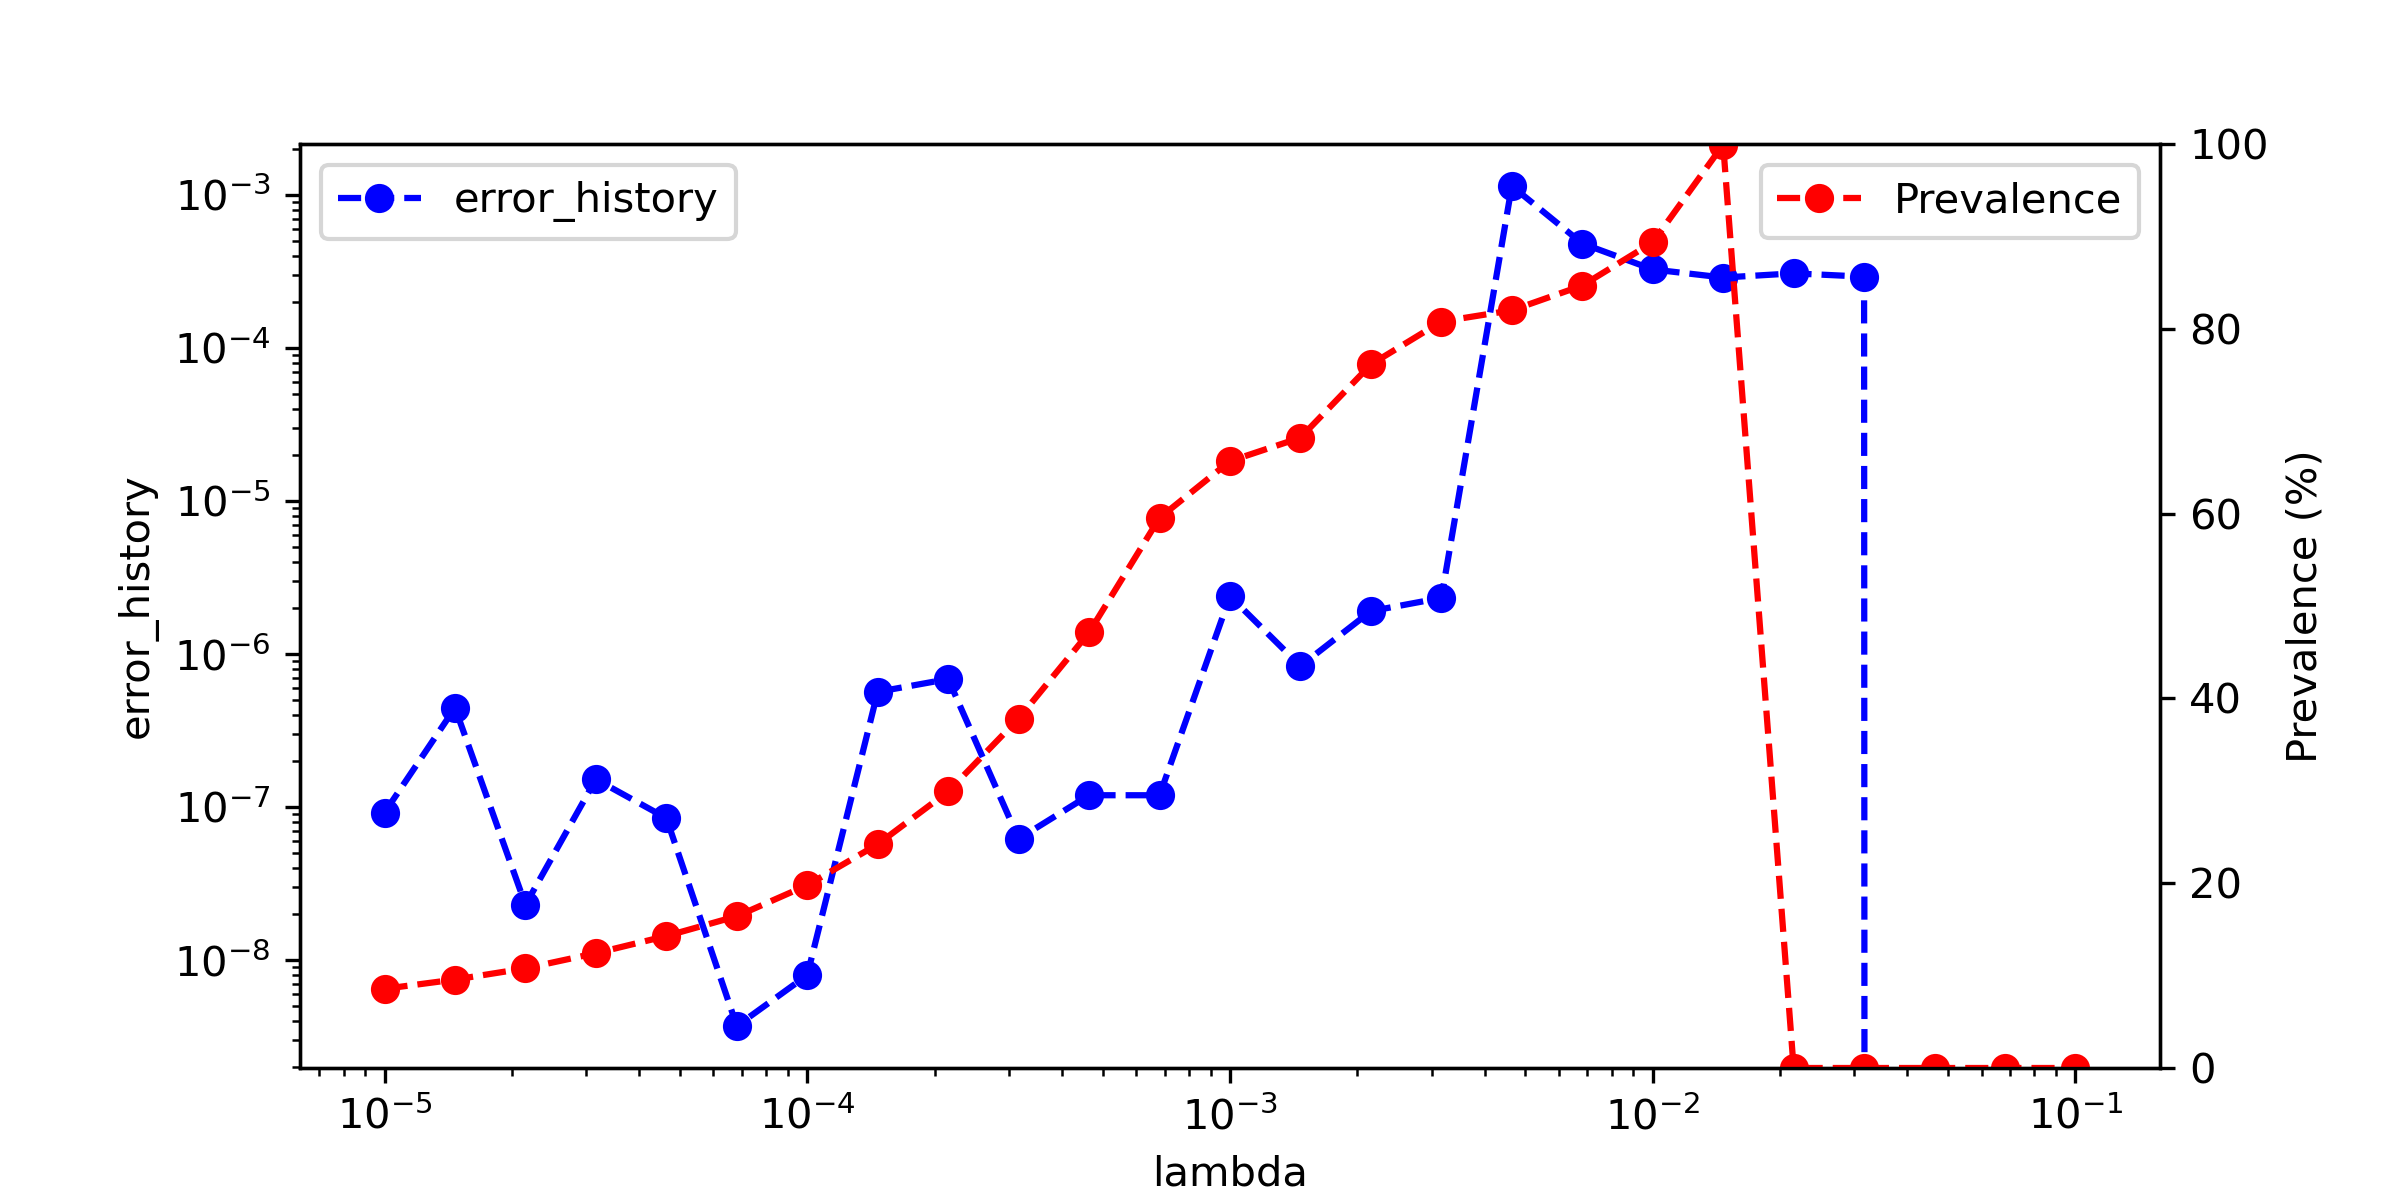 error_history
Prevalence
10⁻³
10⁻⁴
10⁻⁵
10⁻⁶
10⁻⁷
10⁻⁸
error_history
100
80
60
40
20
0
Prevalence (%)
10⁻⁵ 10⁻⁴ 10⁻³ 10⁻² 10⁻¹
lambda